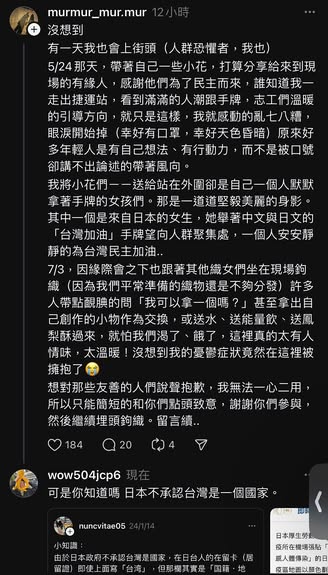 murmur_mur.mur 12小時
沒想到
有一天我也會上街頭（人群恐懼者，我也）
5/24那天，帶著自己一些小花，打算分享給來到現
場的有緣人，感謝他們為了民主而來，誰知道我一
走出捷運站，看到滿滿的人潮跟手牌，志工們溫暖
的引導方向，就只是這樣，我就感動的亂七八糟，
眼淚開始掉（幸好有口罩，幸好天色昏暗）原來好
多年輕人是有自己想法、有行動力，而不是被口號
卻講不出論述的帶著風向。
我將小花們一一送給站在外圍卻是自己一個人默默
拿著手牌的女孩們。那是一道道堅毅美麗的身影。
其中一個是來自日本的女生，她舉著中文與日文的
「台灣加油」手牌望向人群聚集處，一個人安安靜
靜的為台灣民主加油..
7/3，因緣際會之下也跟著其他織女們坐在現場鉤
織（因為我們平常準備的織物還是不夠分發）許多
人帶點靦腆的問「我可以拿一個嗎？」甚至拿出自
己創作的小物作為交換，或送水、送能量飲、送鳳
梨酥過來，就怕我們渴了、餓了，這裡真的太有人
情味，太溫暖！沒想到我的憂鬱症狀竟然在這裡被
擁抱了😭
想對那些友善的人們說聲抱歉，我無法一心二用，
所以只能簡短的和你們點頭致意，謝謝你們參與，
然後繼續埋頭鉤織。留言續..
184 20 4
wow504jcp6 現在
可是你知道嗎 日本不承認台灣是一個國家。
nuncvitae05 24/1/14
小知識：
由於日本政府不承認台灣是國家，在日台人的在留卡（居
留證）即使上面寫「台湾」，但那欄其實是「国籍・地
日本厚生勞
疫所在機場張貼「
感人體傳染」的日